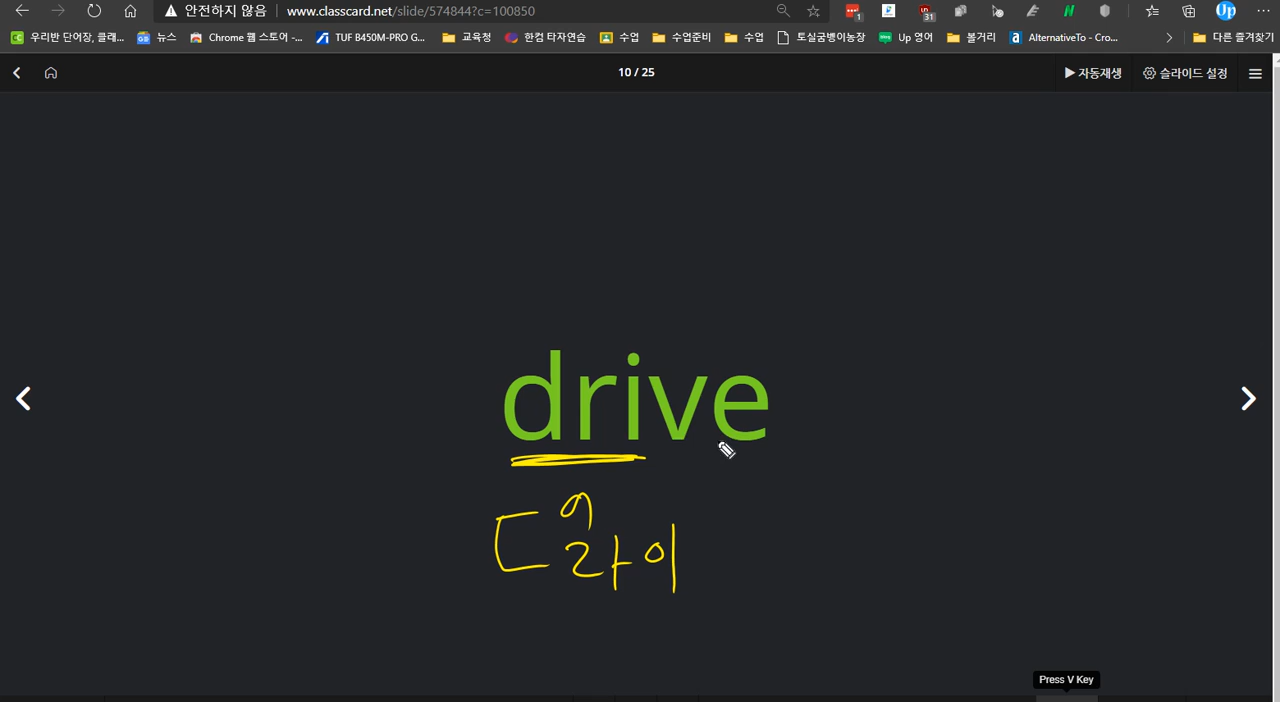 안전하지 않음 www.classcard.net/slide/574844?c=100850 1 31 Up
우리반 단어장, 클래... 뉴스 Chrome 웹 스토어 -... TUF B450M-PRO G... 교육청 한컴 타자연습 수업 수업준비 수업 토실궁뱅이농장 Up 영어 볼거리 AlternativeTo - Cro... 다른 즐겨찾기
10 / 25 자동재생 슬라이드 설정
drive
Press V Key